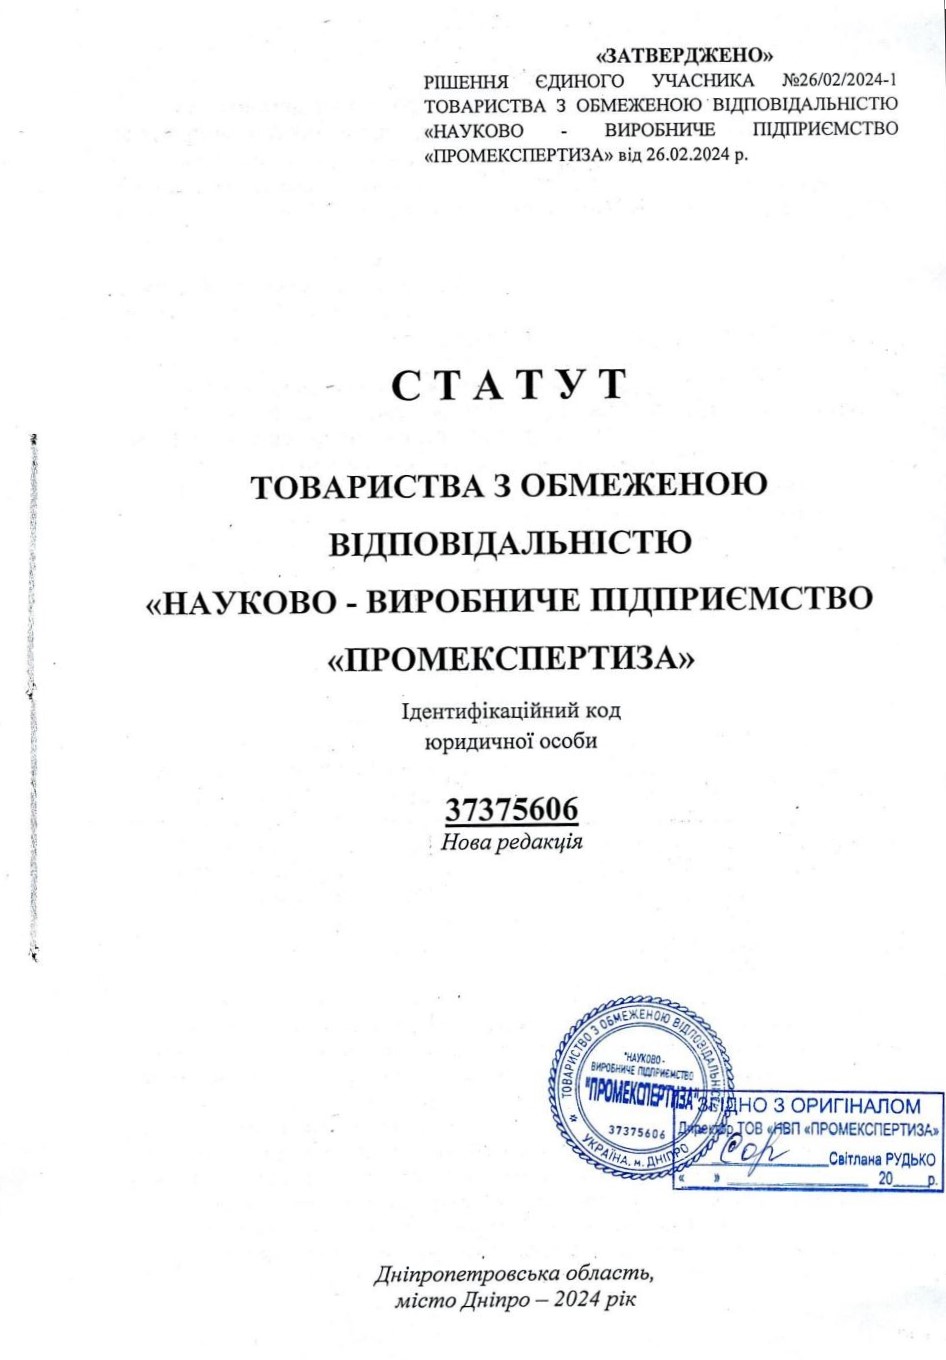 «ЗАТВЕРДЖЕНО»
РІШЕННЯ ЄДИНОГО УЧАСНИКА №26/02/2024-1
ТОВАРИСТВА З ОБМЕЖЕНОЮ ВІДПОВІДАЛЬНІСТЮ
«НАУКОВО - ВИРОБНИЧЕ ПІДПРИЄМСТВО
«ПРОМЕКСПЕРТИЗА» від 26.02.2024 р.
С Т А Т У Т
ТОВАРИСТВА З ОБМЕЖЕНОЮ
ВІДПОВІДАЛЬНІСТЮ
«НАУКОВО - ВИРОБНИЧЕ ПІДПРИЄМСТВО
«ПРОМЕКСПЕРТИЗА»
Ідентифікаційний код
юридичної особи
37375606
Нова редакція
ТОВАРИСТВО З ОБМЕЖЕНОЮ ВІДПОВІДАЛЬНІСТЮ
"НАУКОВО -
ВИРОБНИЧЕ ПІДПРИЄМСТВО
"ПРОМЕКСПЕРТИЗА"
37375606
* УКРАЇНА, м. ДНІПРО
ЗГІДНО З ОРИГІНАЛОМ
Директор ТОВ «НВП «ПРОМЕКСПЕРТИЗА»
Світлана РУДЬКО
« » 20 р.
Дніпропетровська область,
місто Дніпро – 2024 рік